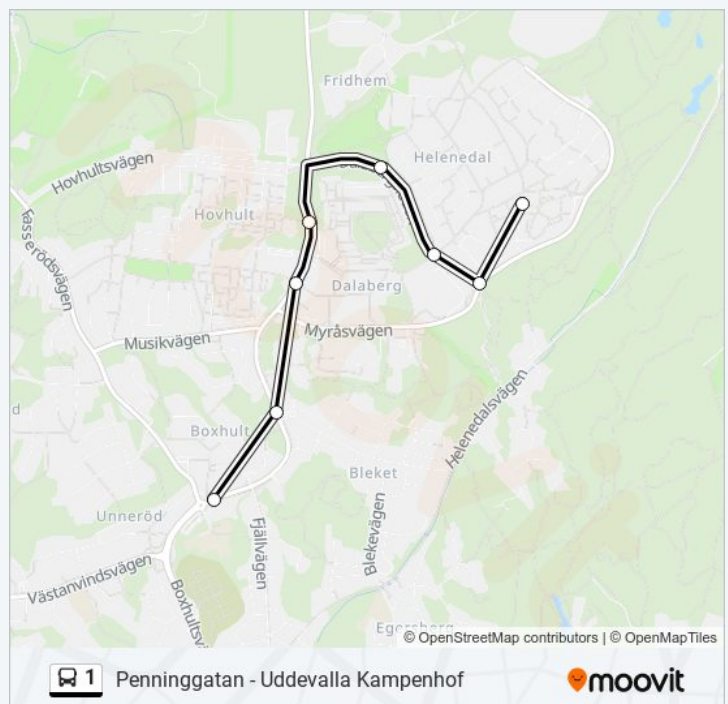 Fridhem
Helenedal
Hovhultsvägen
Hovhult
Fasserödsvägen
Dalaberg
Musikvägen
Myråsvägen
Helenedalsvägen
Boxhult
Bleket
d
Unneröd
Blekevägen
Fjällvägen
Västanvindsvägen
Boxhultsv
Egersberg
© OpenStreetMap contributors | © OpenMapTiles
1 Penninggatan - Uddevalla Kampenhof
moovit